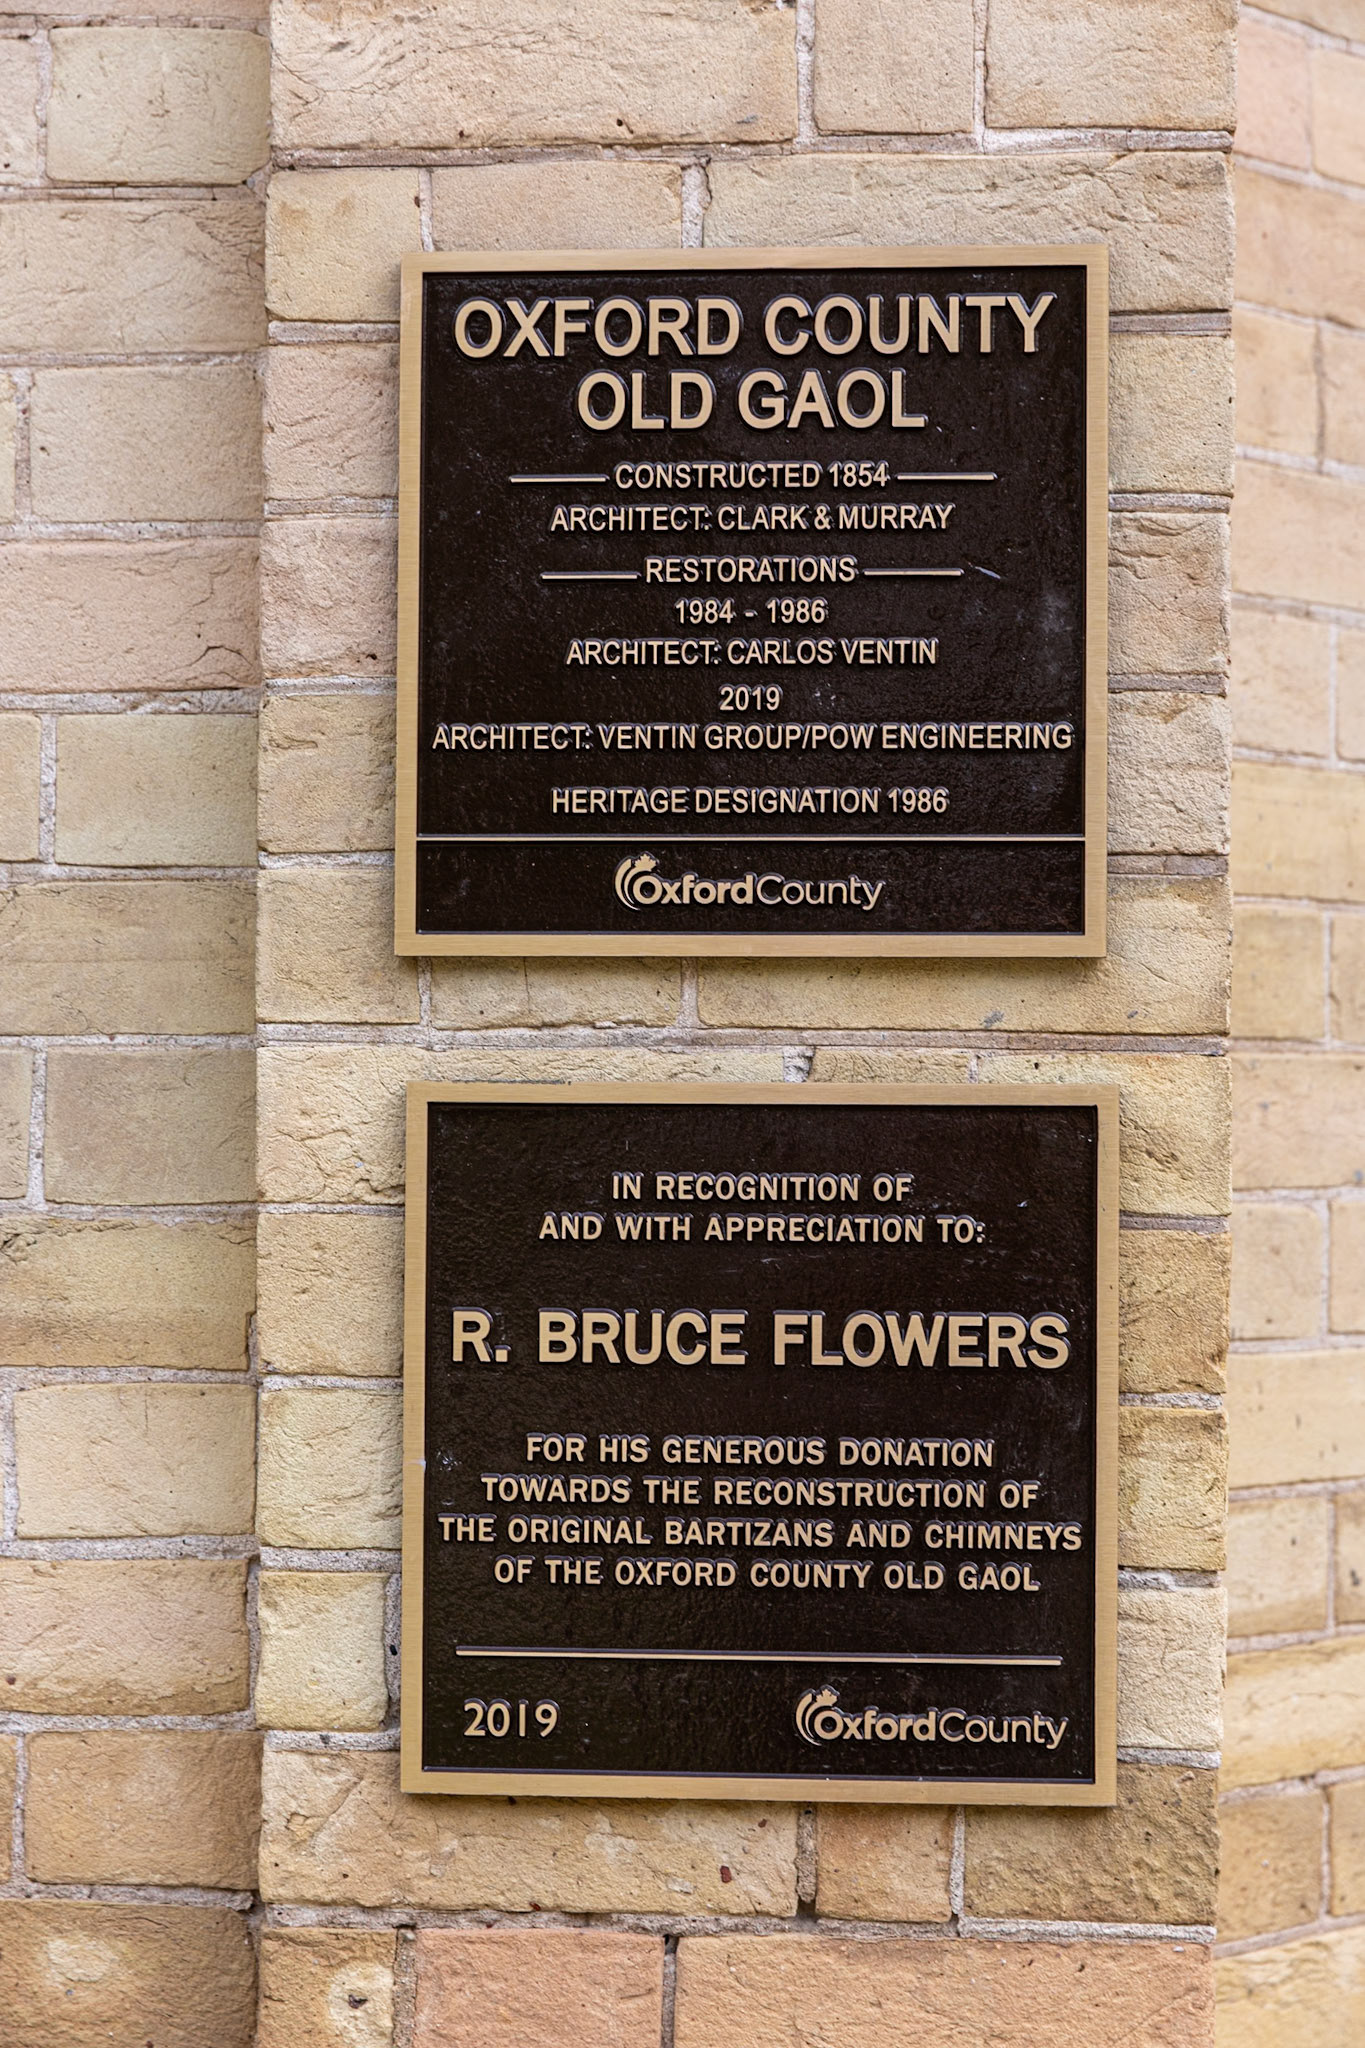 OXFORD COUNTY
OLD GAOL
CONSTRUCTED 1854
ARCHITECT: CLARK & MURRAY
RESTORATIONS
1984 - 1986
ARCHITECT: CARLOS VENTIN
2019
ARCHITECT: VENTIN GROUP/POW ENGINEERING
HERITAGE DESIGNATION 1986
OxfordCounty
IN RECOGNITION OF
AND WITH APPRECIATION TO:
R. BRUCE FLOWERS
FOR HIS GENEROUS DONATION
TOWARDS THE RECONSTRUCTION OF
THE ORIGINAL BARTIZANS AND CHIMNEYS
OF THE OXFORD COUNTY OLD GAOL
2019 OxfordCounty